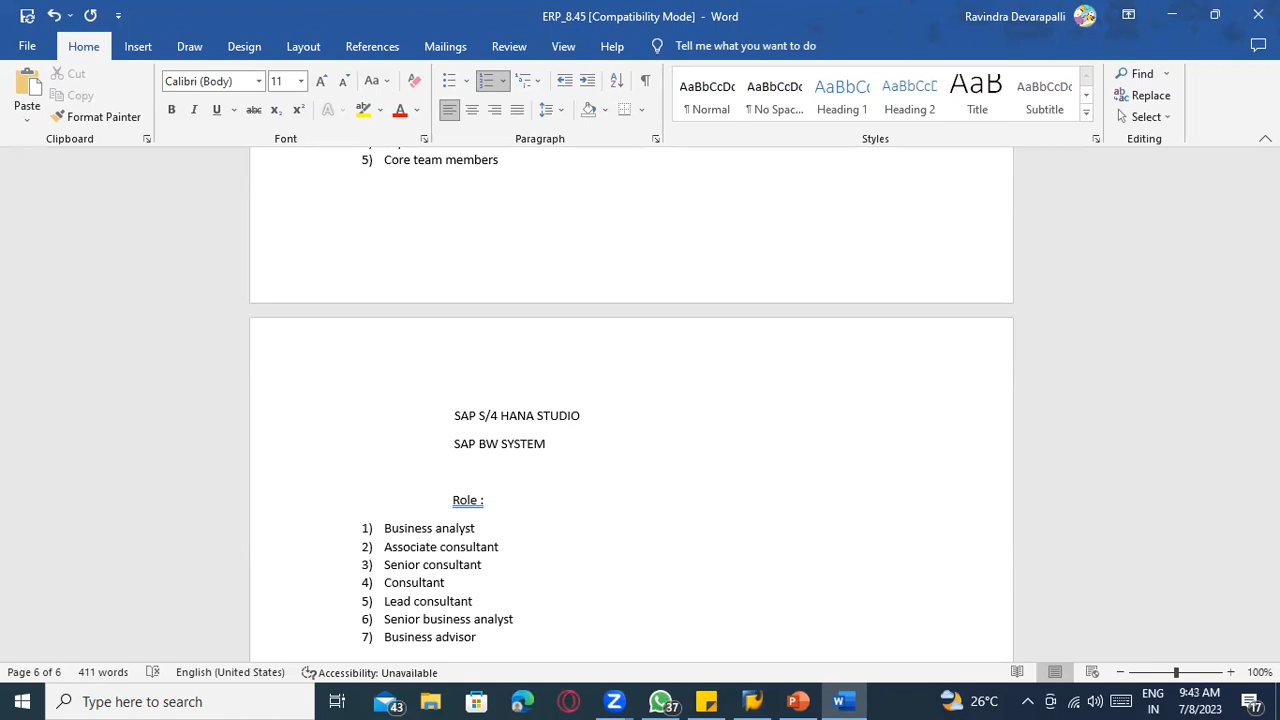 ERP_8.45 [Compatibility Mode] - Word
Ravindra Devarapalli
File Home Insert Draw Design Layout References Mailings Review View Help Tell me what you want to do
Paste
Cut
Copy
Format Painter
Clipboard
Calibri (Body) 11
Font
Paragraph
AaBbCcDc AaBbCcDc AaBbC( AaBbCcD AaB AaBbCcD
¶ Normal ¶ No Spac... Heading 1 Heading 2 Title Subtitle
Styles
Find
Replace
Select
Editing
5) Core team members
SAP S/4 HANA STUDIO
SAP BW SYSTEM
Role :
1) Business analyst
2) Associate consultant
3) Senior consultant
4) Consultant
5) Lead consultant
6) Senior business analyst
7) Business advisor
Page 6 of 6 411 words English (United States) Accessibility: Unavailable 100%
Type here to search
43
37
26°C
ENG
IN
9:43 AM
7/8/2023
17